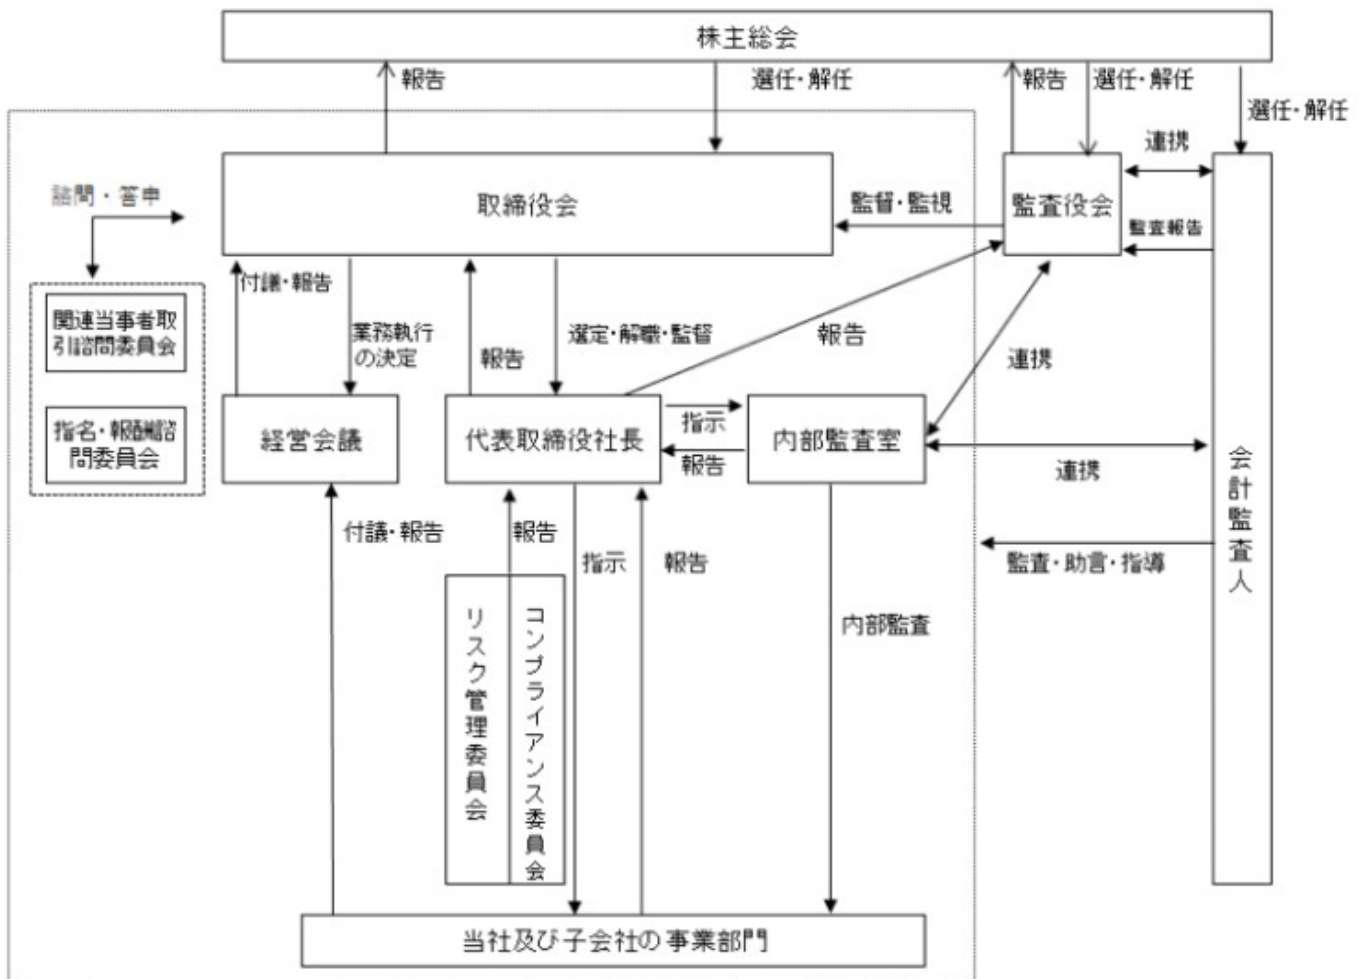 株主総会
報告
選任・解任
報告
選任・解任
選任・解任
連携
諮問・答申
取締役会
監督・監視
監査役会
監査報告
付議・報告
関連当事者取
引諮問委員会
業務執行
の決定
報告
選定・解職・監督
報告
連携
指名・報酬諮
問委員会
経営会議
代表取締役社長
指示
報告
内部監査室
連携
会計監査人
付議・報告
報告
指示
報告
監査・助言・指導
リスク管理委員会
コンプライアンス委員会
内部監査
当社及び子会社の事業部門